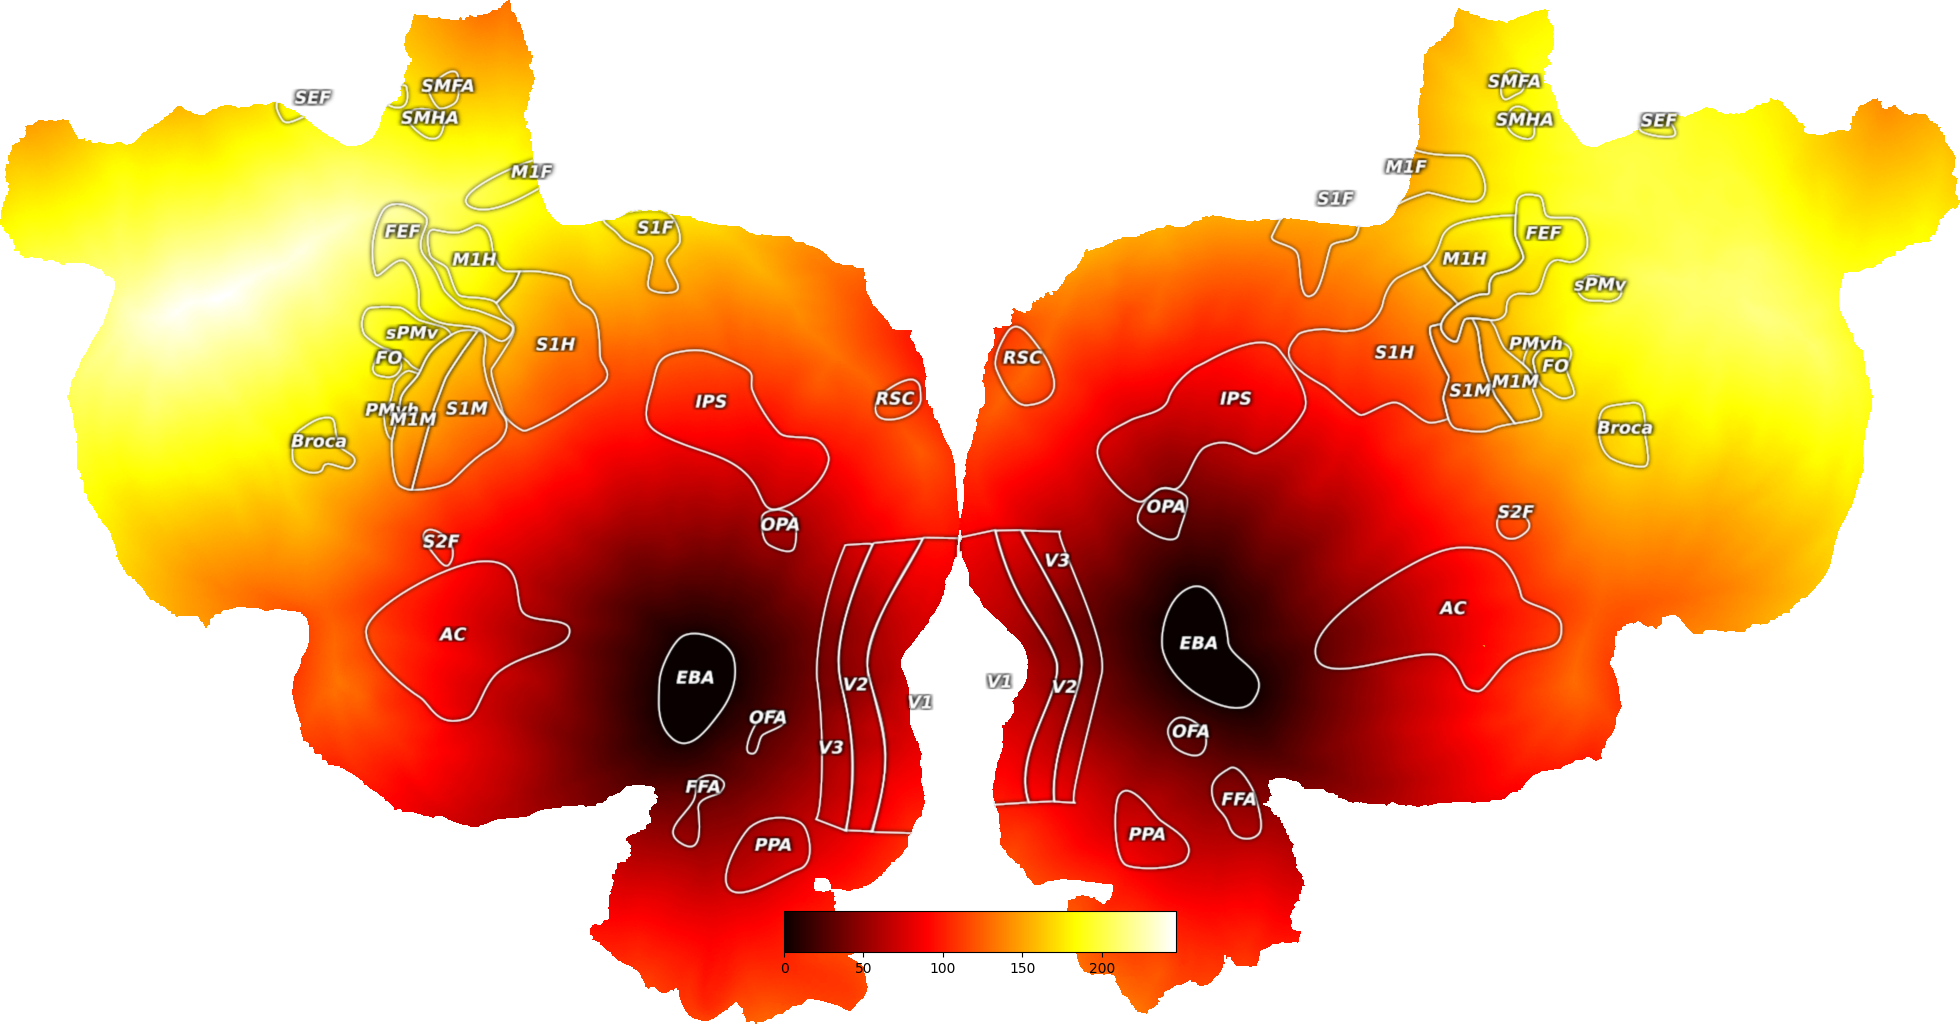 SMFA
SEF
SMHA
M1F
S1F
FEF
M1H
sPMv
FO
S1H
PMvh
M1M
S1M
Broca
IPS
RSC
OPA
S2F
AC
EBA
OFA
FFA
PPA
V1
V2
V3
SMFA
SMHA
SEF
M1F
S1F
FEF
M1H
sPMv
PMvh
FO
S1H
S1M
M1M
Broca
RSC
IPS
OPA
S2F
V3
AC
EBA
V1
V2
OFA
FFA
PPA
0 50 100 150 200